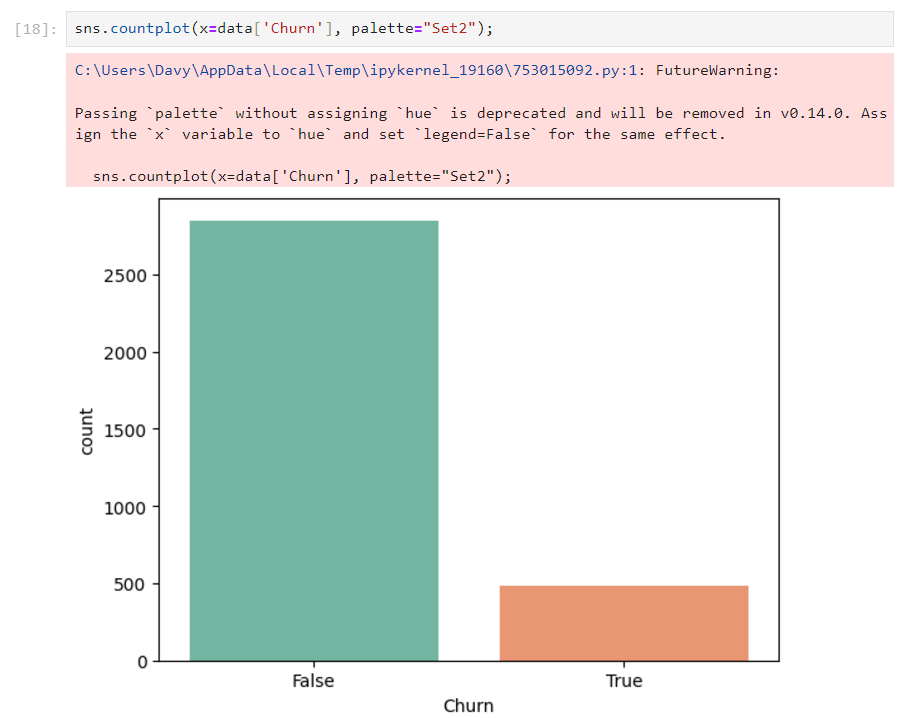 [18]: sns.countplot(x=data['Churn'], palette="Set2");
C:\Users\Davy\AppData\Local\Temp\ipykernel_19160\753015092.py:1: FutureWarning:
Passing `palette` without assigning `hue` is deprecated and will be removed in v0.14.0. Ass
ign the `x` variable to `hue` and set `legend=False` for the same effect.
sns.countplot(x=data['Churn'], palette="Set2");
2500
2000
1500
1000
500
0
count
False True
Churn